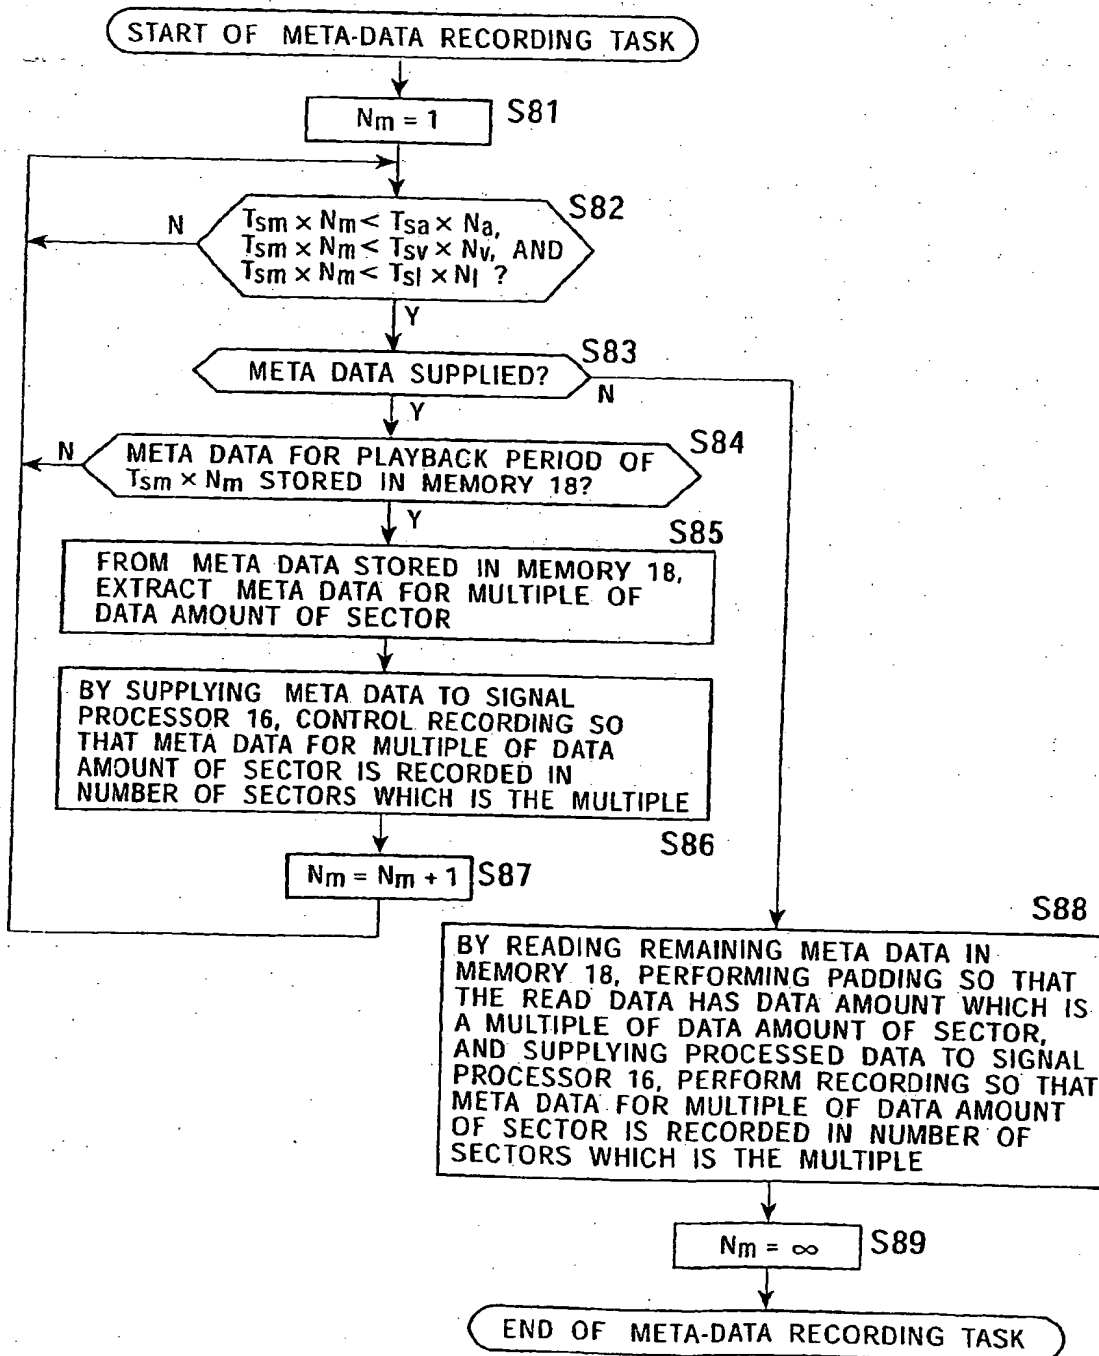 START OF META-DATA RECORDING TASK
Nm = 1
S81
S82
Tsm × Nm < Tsa × Na,
Tsm × Nm < Tsv × Nv, AND
Tsm × Nm < Tsl × Nl ?
N
Y
S83
META DATA SUPPLIED?
N
Y
S84
N
META DATA FOR PLAYBACK PERIOD OF
Tsm × Nm STORED IN MEMORY 18?
Y
S85
FROM META DATA STORED IN MEMORY 18,
EXTRACT META DATA FOR MULTIPLE OF
DATA AMOUNT OF SECTOR
BY SUPPLYING META DATA TO SIGNAL
PROCESSOR 16, CONTROL RECORDING SO
THAT META DATA FOR MULTIPLE OF DATA
AMOUNT OF SECTOR IS RECORDED IN
NUMBER OF SECTORS WHICH IS THE MULTIPLE
S86
Nm = Nm + 1
S87
S88
BY READING REMAINING META DATA IN
MEMORY 18, PERFORMING PADDING SO THAT
THE READ DATA HAS DATA AMOUNT WHICH IS
A MULTIPLE OF DATA AMOUNT OF SECTOR,
AND SUPPLYING PROCESSED DATA TO SIGNAL
PROCESSOR 16, PERFORM RECORDING SO THAT
META DATA FOR MULTIPLE OF DATA AMOUNT
OF SECTOR IS RECORDED IN NUMBER OF
SECTORS WHICH IS THE MULTIPLE
Nm = ∞
S89
END OF META-DATA RECORDING TASK